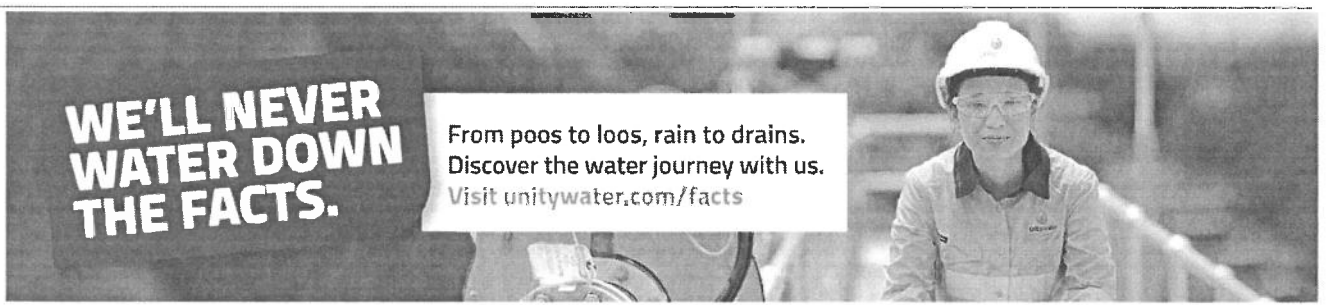 WE'LL NEVER
WATER DOWN
THE FACTS.
From poos to loos, rain to drains.
Discover the water journey with us.
Visit unitywater.com/facts